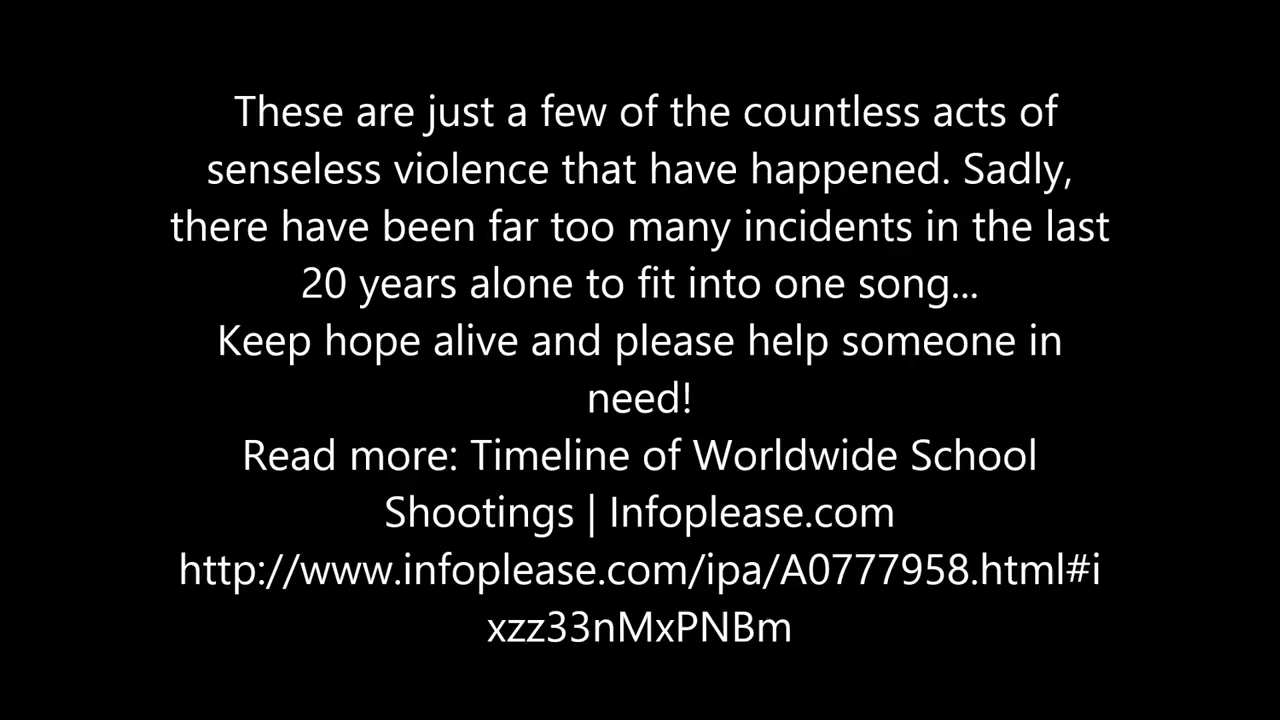 These are just a few of the countless acts of
senseless violence that have happened. Sadly,
there have been far too many incidents in the last
20 years alone to fit into one song...
Keep hope alive and please help someone in
need!
Read more: Timeline of Worldwide School
Shootings | Infoplease.com
http://www.infoplease.com/ipa/A0777958.html#i
xzz33nMxPNBm